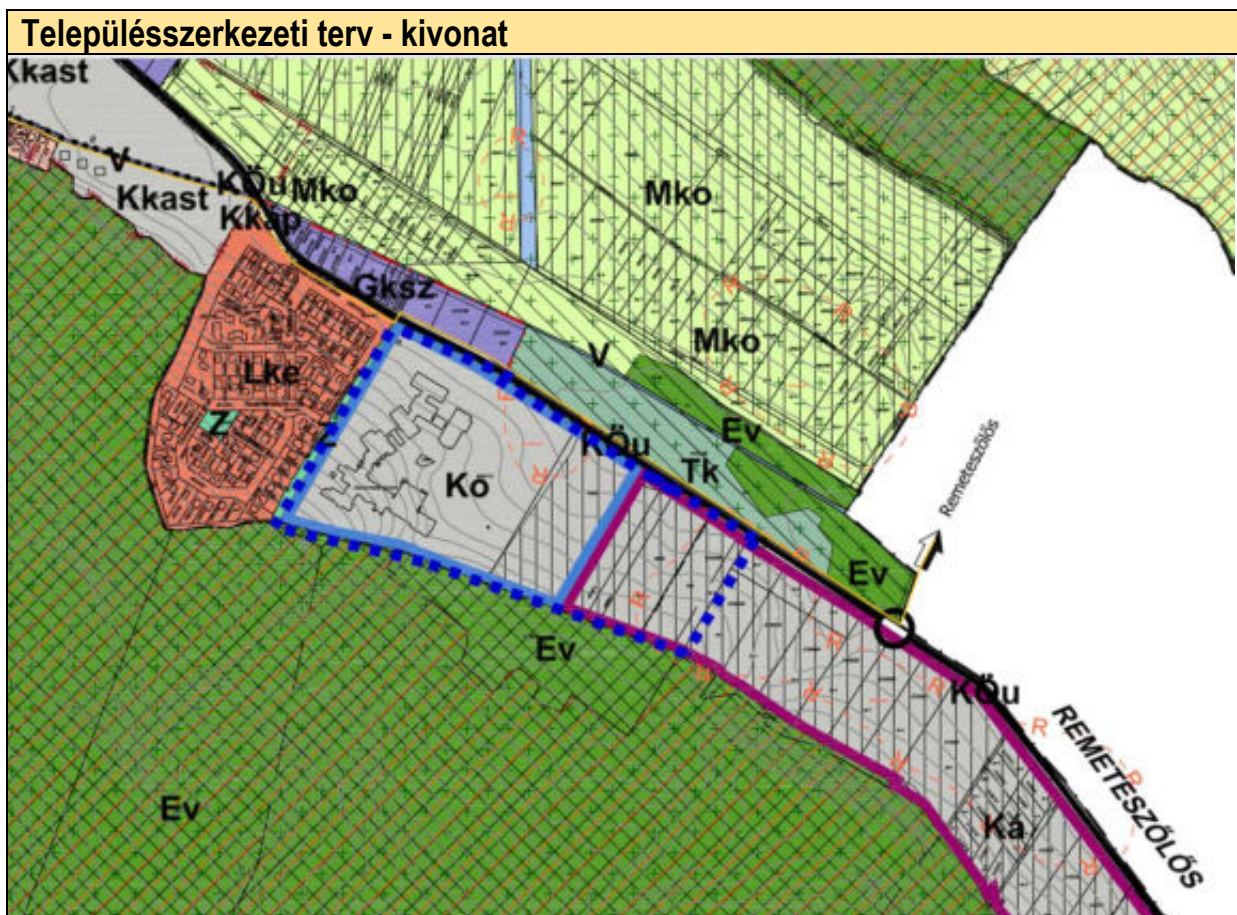 Településszerkezeti terv - kivonat
Kkast
V
Kkast
KÖu
Kkap
Mko
R
R
Mko
Gksz
R
R
Mko
R
V
Lke
Z
Z
R
Ev
R
R
KÖu
Tk
R
Kö
Remeteszőlős
R
Ev
Ev
R
R
R
R
KÖu
R
R
R
REMETESZŐLŐS
Ev
Ka
R